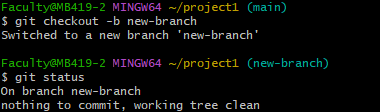 Faculty@MB419-2 MINGW64 ~/project1 (main)
$ git checkout -b new-branch
Switched to a new branch 'new-branch'

Faculty@MB419-2 MINGW64 ~/project1 (new-branch)
$ git status
On branch new-branch
nothing to commit, working tree clean